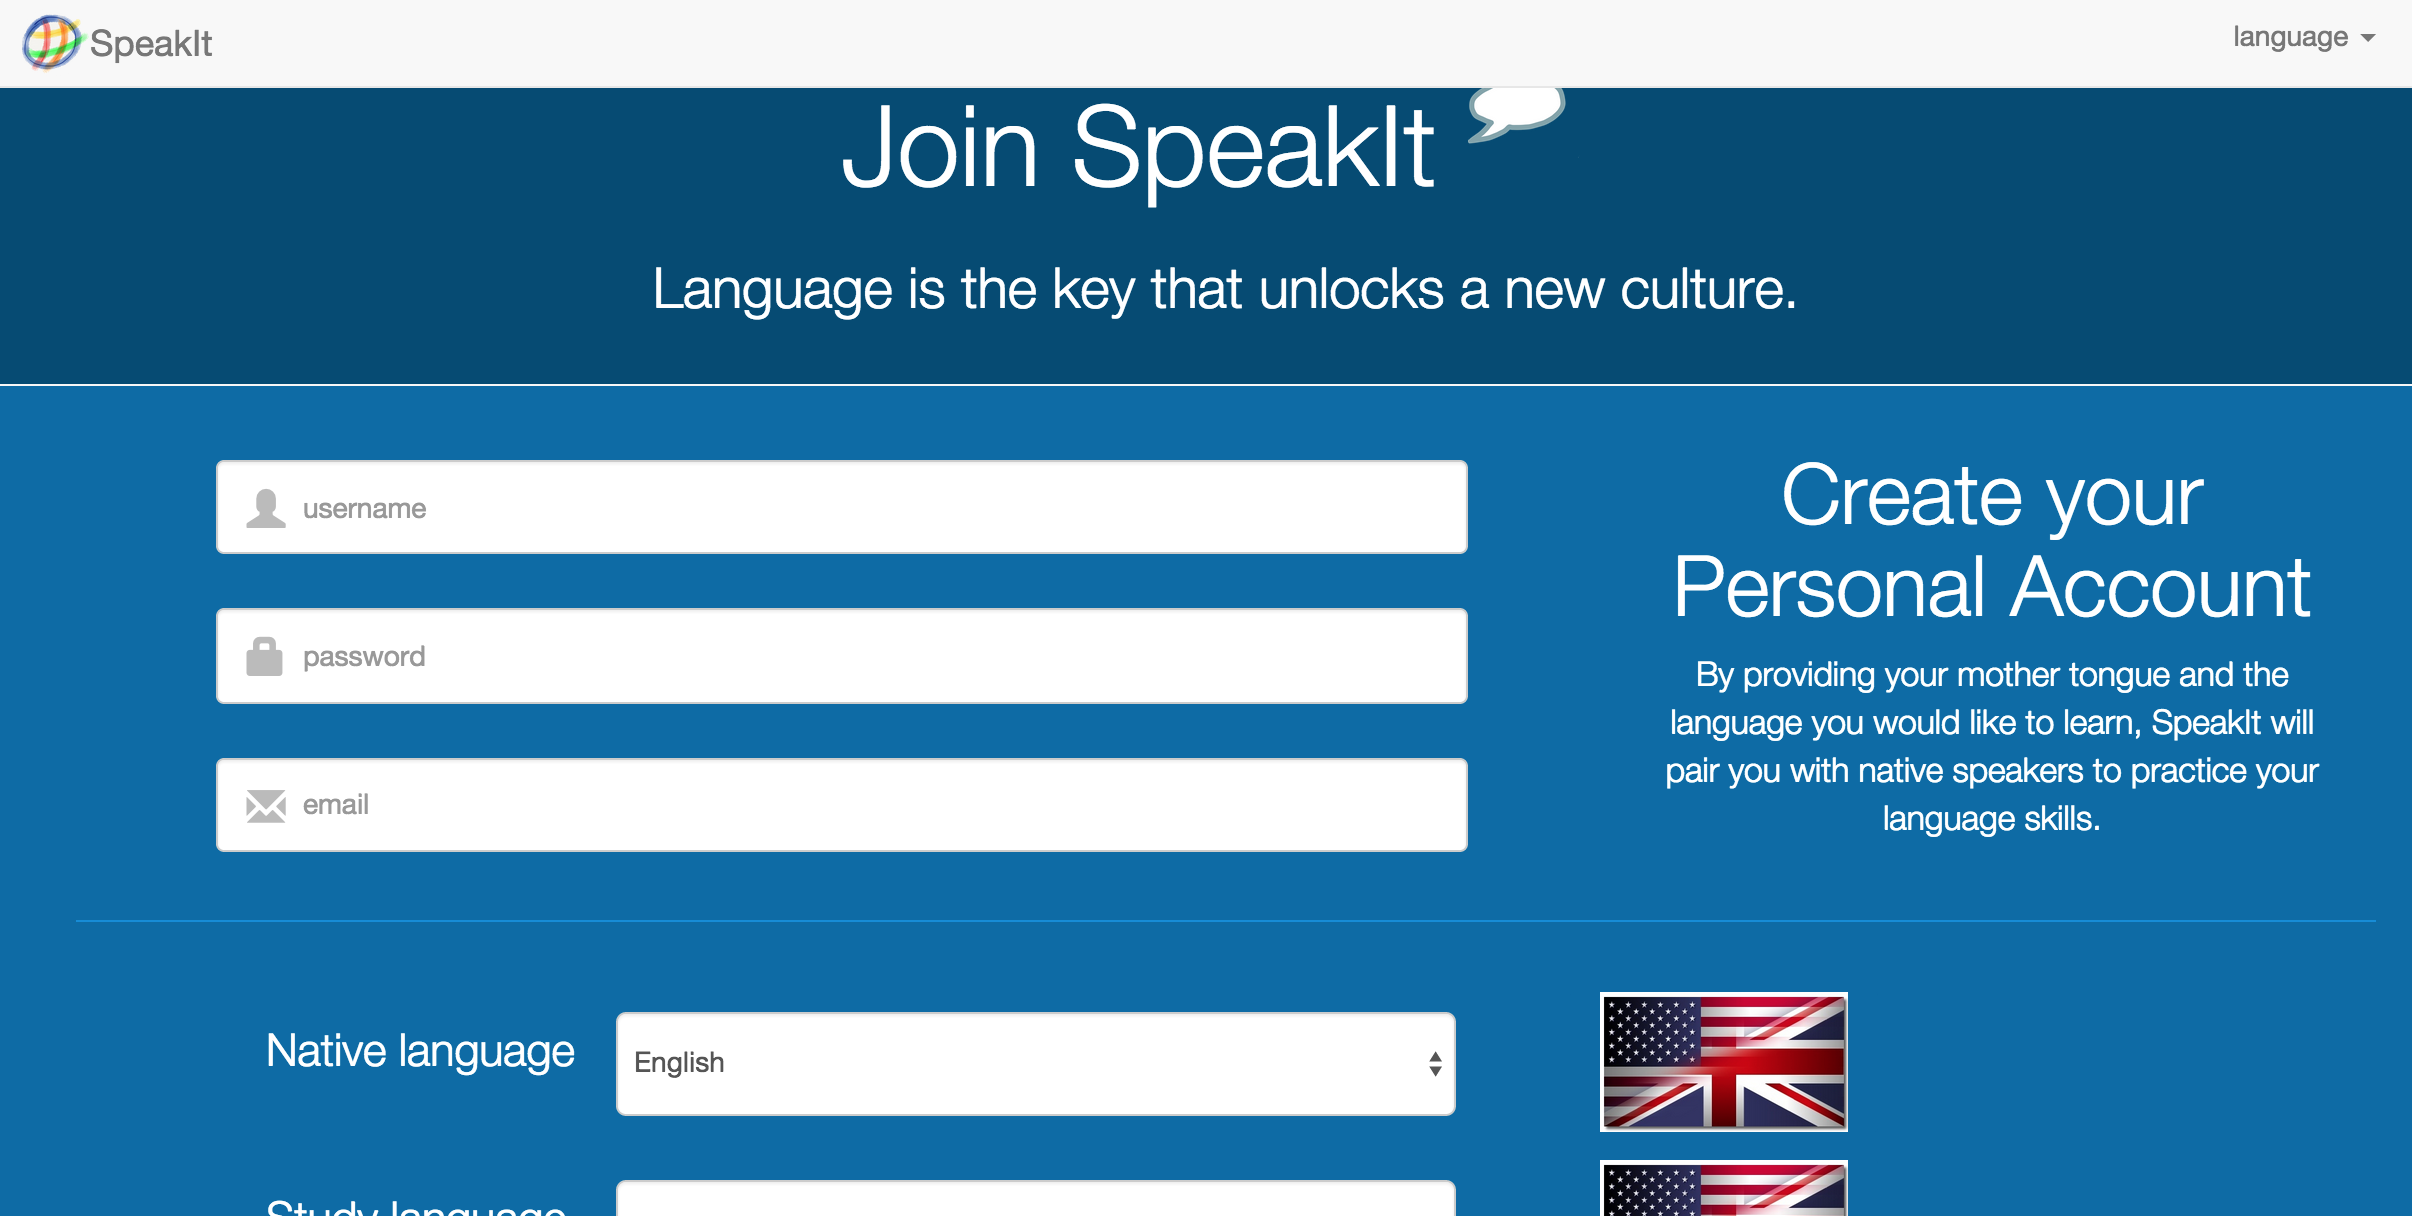 SpeakIt
language
Join SpeakIt
Language is the key that unlocks a new culture.
username
password
email
Create your
Personal Account
By providing your mother tongue and the
language you would like to learn, SpeakIt will
pair you with native speakers to practice your
language skills.
Native language
English
Study language